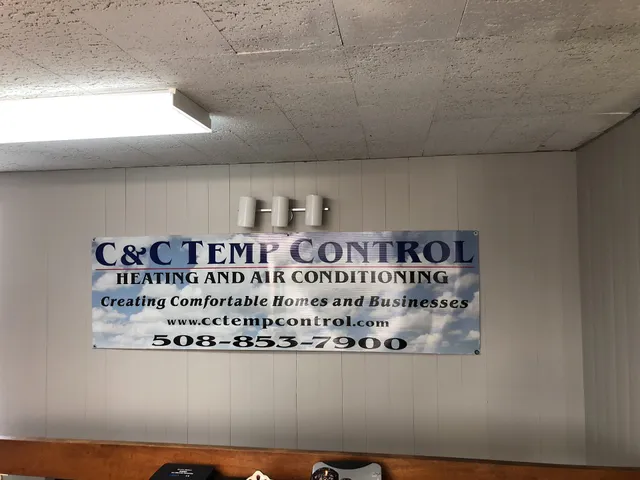 C&C TEMP CONTROL
HEATING AND AIR CONDITIONING
Creating Comfortable Homes and Businesses
www.cctempcontrol.com
508-853-7900